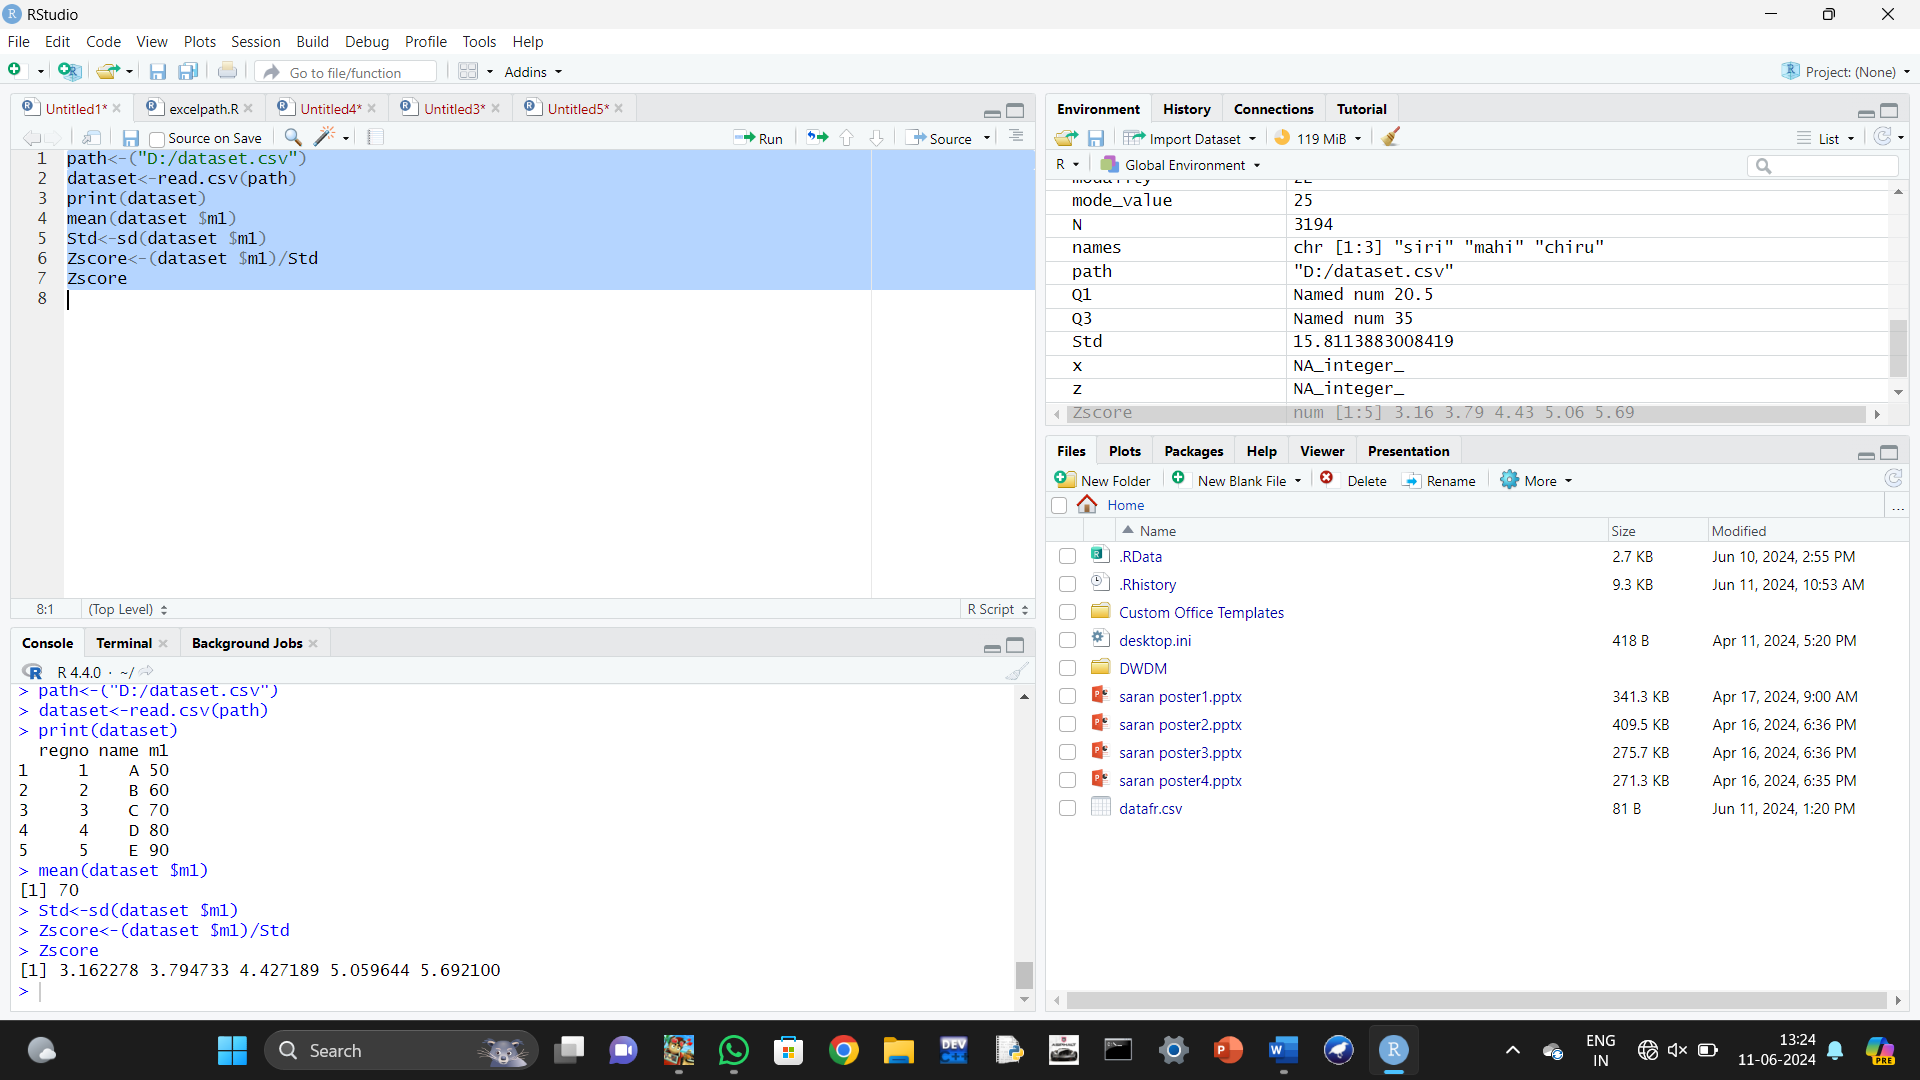 RStudio
File Edit Code View Plots Session Build Debug Profile Tools Help
Go to file/function Addins Project: (None)
Untitled1* excelpath.R Untitled4* Untitled3* Untitled5*
Source on Save Run Source
1 path<-("D:/dataset.csv")
2 dataset<-read.csv(path)
3 print(dataset)
4 mean(dataset $m1)
5 Std<-sd(dataset $m1)
6 Zscore<-(dataset $m1)/Std
7 Zscore
8
8:1 (Top Level) R Script
Console Terminal Background Jobs
R 4.4.0 · ~/
> path<-("D:/dataset.csv")
> dataset<-read.csv(path)
> print(dataset)
regno name m1
1 1 A 50
2 2 B 60
3 3 C 70
4 4 D 80
5 5 E 90
> mean(dataset $m1)
[1] 70
> Std<-sd(dataset $m1)
> Zscore<-(dataset $m1)/Std
> Zscore
[1] 3.162278 3.794733 4.427189 5.059644 5.692100
>
Environment History Connections Tutorial
Import Dataset 119 MiB List
R Global Environment
mode_value 25
N 3194
names chr [1:3] "siri" "mahi" "chiru"
path "D:/dataset.csv"
Q1 Named num 20.5
Q3 Named num 35
Std 15.8113883008419
x NA_integer_
z NA_integer_
Zscore num [1:5] 3.16 3.79 4.43 5.06 5.69
Files Plots Packages Help Viewer Presentation
New Folder New Blank File Delete Rename More
Home ...
Name Size Modified
.RData 2.7 KB Jun 10, 2024, 2:55 PM
.Rhistory 9.3 KB Jun 11, 2024, 10:53 AM
Custom Office Templates
desktop.ini 418 B Apr 11, 2024, 5:20 PM
DWDM
saran poster1.pptx 341.3 KB Apr 17, 2024, 9:00 AM
saran poster2.pptx 409.5 KB Apr 16, 2024, 6:36 PM
saran poster3.pptx 275.7 KB Apr 16, 2024, 6:36 PM
saran poster4.pptx 271.3 KB Apr 16, 2024, 6:35 PM
datafr.csv 81 B Jun 11, 2024, 1:20 PM
Search DEV C++ ENG IN 13:24 11-06-2024 PRE